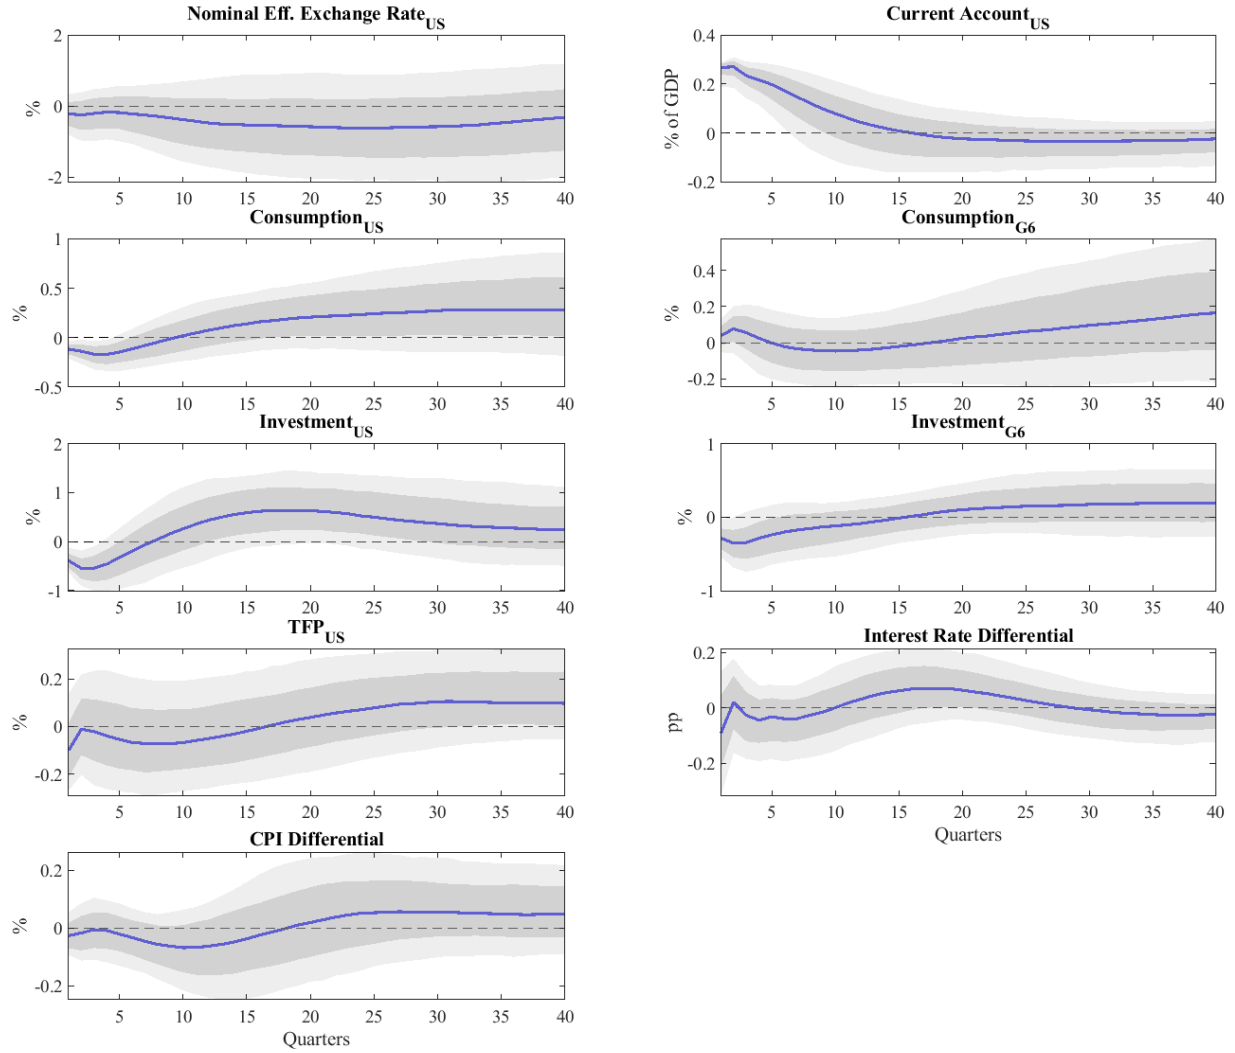 Nominal Eff. Exchange Rate_US
2
0
-2
%
5 10 15 20 25 30 35 40
Current Account_US
0.4
0.2
0
-0.2
% of GDP
5 10 15 20 25 30 35 40
Consumption_US
1
0.5
0
-0.5
%
5 10 15 20 25 30 35 40
Consumption_G6
0.4
0.2
0
-0.2
%
5 10 15 20 25 30 35 40
Investment_US
2
1
0
-1
%
5 10 15 20 25 30 35 40
Investment_G6
1
0
-1
%
5 10 15 20 25 30 35 40
TFP_US
0.2
0
-0.2
%
5 10 15 20 25 30 35 40
Interest Rate Differential
0.2
0
-0.2
pp
5 10 15 20 25 30 35 40
Quarters
CPI Differential
0.2
0
-0.2
%
5 10 15 20 25 30 35 40
Quarters